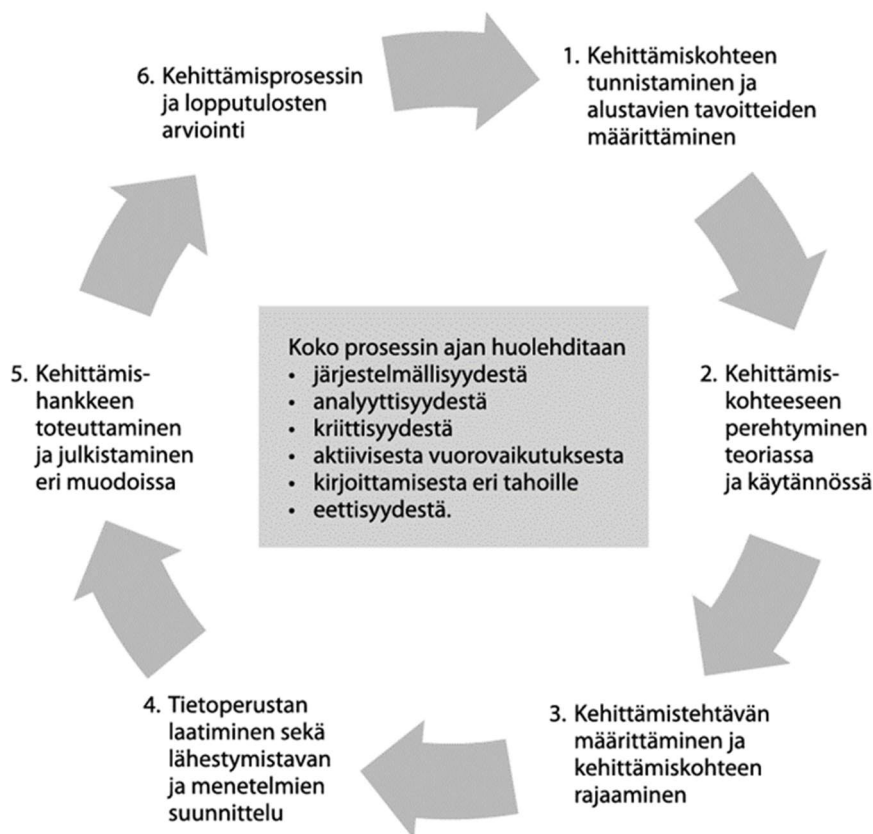 1. Kehittämiskohteen
tunnistaminen ja
alustavien tavoitteiden
määrittäminen
2. Kehittämis-
kohteeseen
perehtyminen
teoriassa
ja käytännössä
3. Kehittämistehtävän
määrittäminen ja
kehittämiskohteen
rajaaminen
4. Tietoperustan
laatiminen sekä
lähestymistavan
ja menetelmien
suunnittelu
5. Kehittämis-
hankkeen
toteuttaminen
ja julkistaminen
eri muodoissa
6. Kehittämisprosessin
ja lopputulosten
arviointi
Koko prosessin ajan huolehditaan
• järjestelmällisyydestä
• analyyttisyydestä
• kriittisyydestä
• aktiivisesta vuorovaikutuksesta
• kirjoittamisesta eri tahoille
• eettisyydestä.